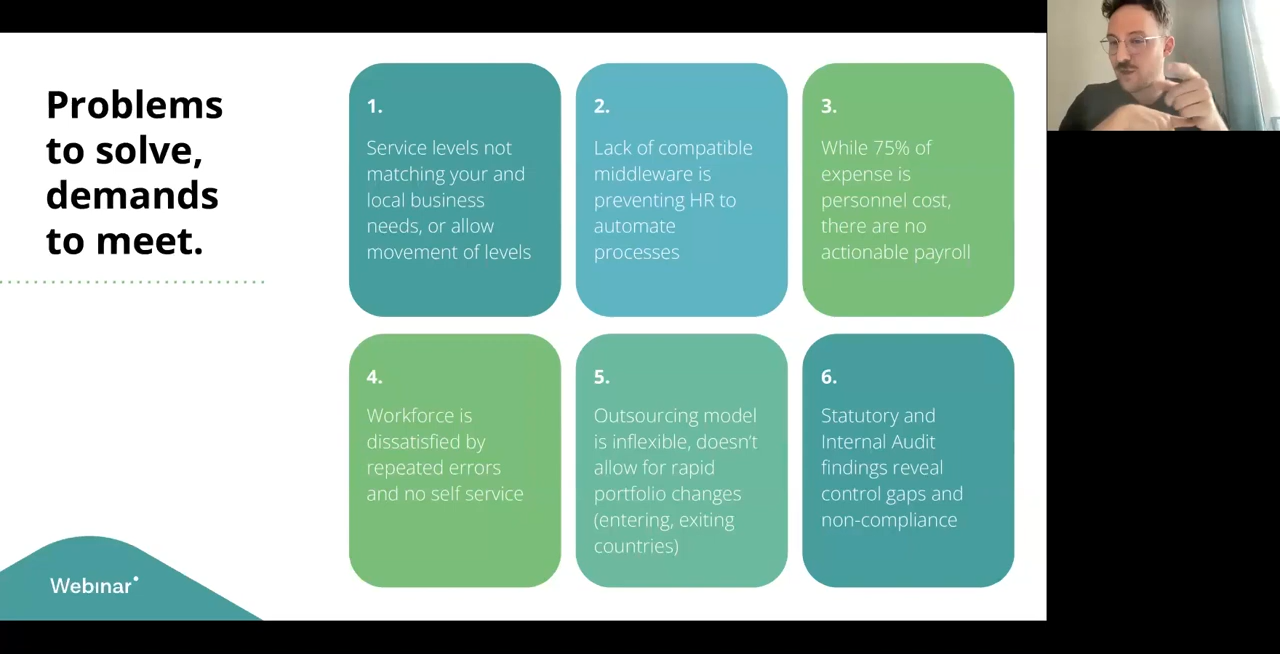 Problems
to solve,
demands
to meet.
1.
Service levels not
matching your and
local business
needs, or allow
movement of levels
2.
Lack of compatible
middleware is
preventing HR to
automate
processes
3.
While 75% of
expense is
personnel cost,
there are no
actionable payroll
4.
Workforce is
dissatisfied by
repeated errors
and no self service
5.
Outsourcing model
is inflexible, doesn't
allow for rapid
portfolio changes
(entering, exiting
countries)
6.
Statutory and
Internal Audit
findings reveal
control gaps and
non-compliance
Webinar